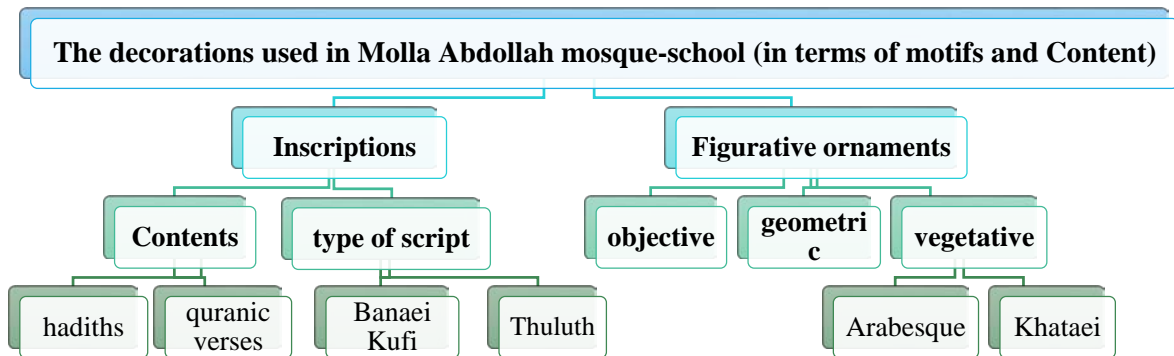 The decorations used in Molla Abdollah mosque-school (in terms of motifs and Content)
Inscriptions
Figurative ornaments
Contents
type of script
objective
geometri
c
vegetative
hadiths
quranic
verses
Banaei
Kufi
Thuluth
Arabesque
Khataei